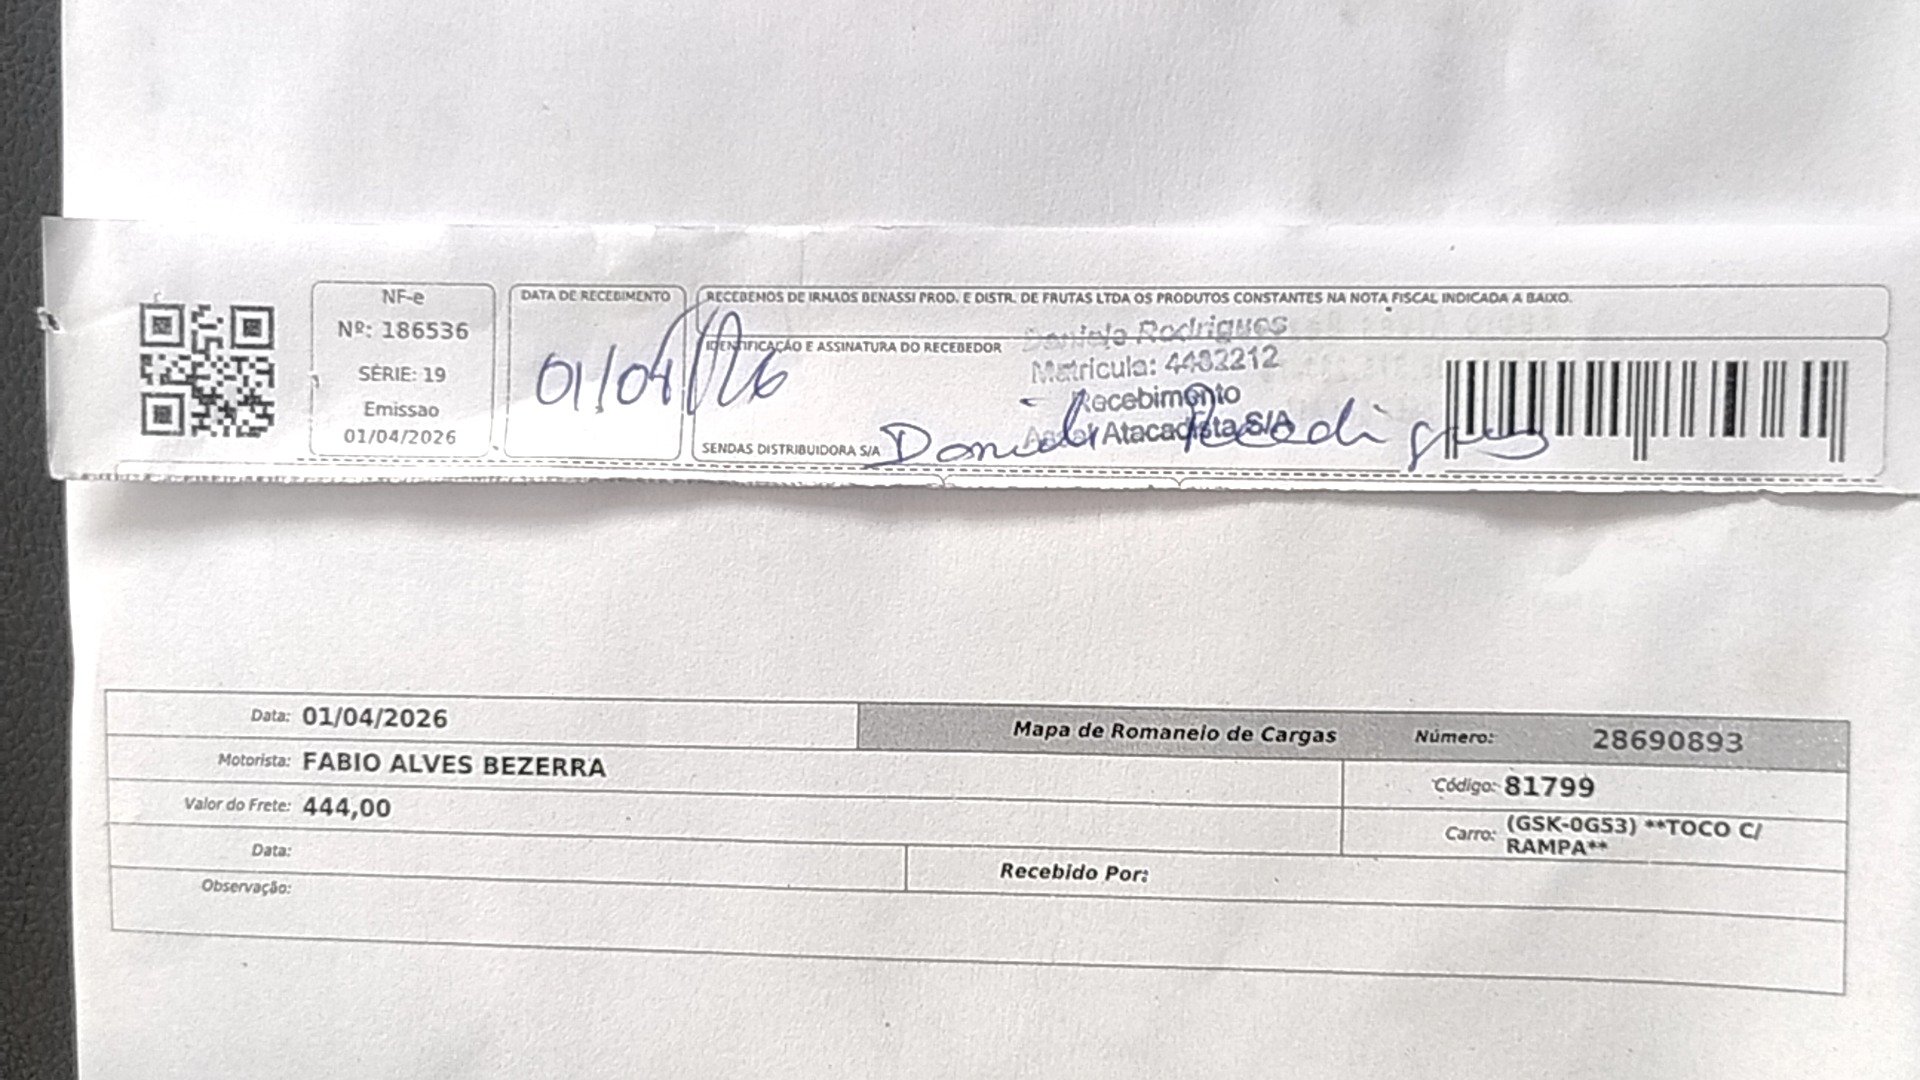 NF-e
Nº: 186536
SÉRIE: 19
Emissao
01/04/2026
DATA DE RECEBIMENTO
01/04/26
RECEBEMOS DE IRMAOS BENASSI PROD. E DISTR. DE FRUTAS LTDA OS PRODUTOS CONSTANTES NA NOTA FISCAL INDICADA A BAIXO.
IDENTIFICAÇÃO E ASSINATURA DO RECEBEDOR
Daniela Rodrigues
Matrícula: 4482212
Recebimento
Atacadista S/A
SENDAS DISTRIBUIDORA S/A
Daniela Rodrigues
Data: 01/04/2026
Mapa de Romaneio de Cargas
Número: 28690893
Motorista: FABIO ALVES BEZERRA
Código: 81799
Valor do Frete: 444,00
Carro: (GSK-0G53) **TOCO C/
RAMPA**
Data:
Recebido Por:
Observação: